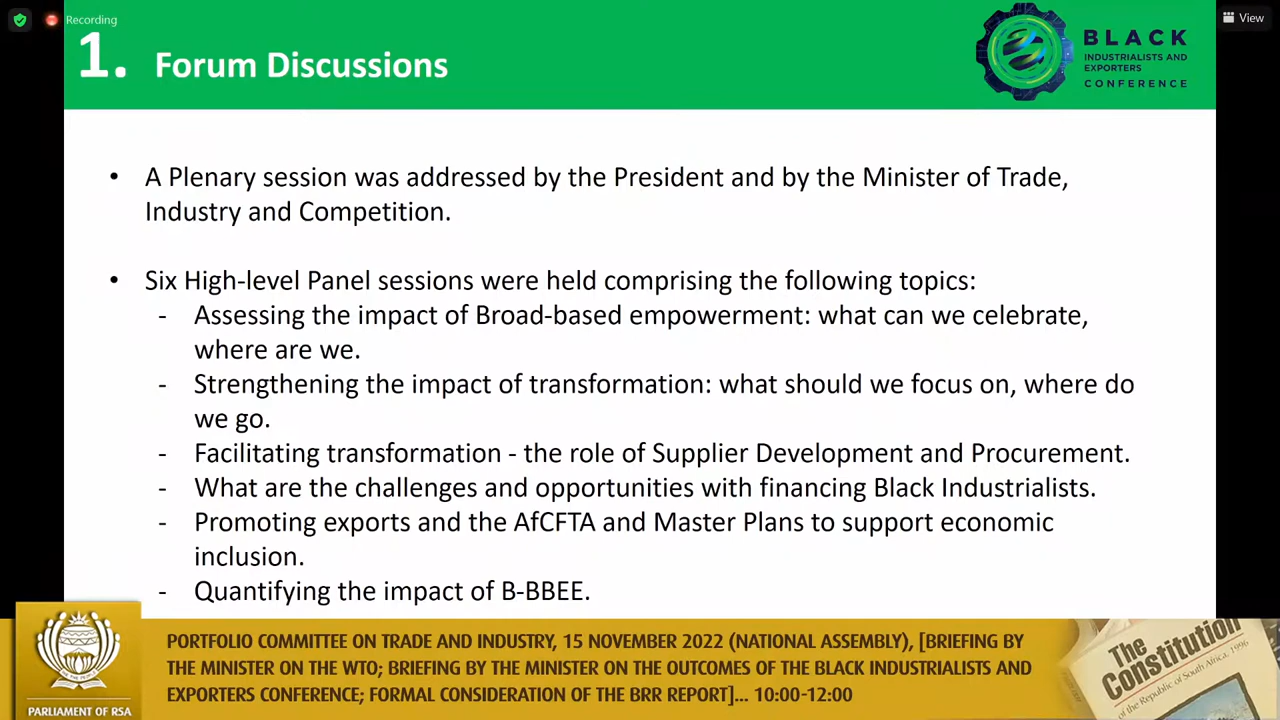 Recording
View
1. Forum Discussions
BLACK
INDUSTRIALISTS AND
EXPORTERS
CONFERENCE
• A Plenary session was addressed by the President and by the Minister of Trade,
Industry and Competition.
• Six High-level Panel sessions were held comprising the following topics:
- Assessing the impact of Broad-based empowerment: what can we celebrate,
where are we.
- Strengthening the impact of transformation: what should we focus on, where do
we go.
- Facilitating transformation - the role of Supplier Development and Procurement.
- What are the challenges and opportunities with financing Black Industrialists.
- Promoting exports and the AfCFTA and Master Plans to support economic
inclusion.
- Quantifying the impact of B-BBEE.
PORTFOLIO COMMITTEE ON TRADE AND INDUSTRY, 15 NOVEMBER 2022 (NATIONAL ASSEMBLY), [BRIEFING BY
THE MINISTER ON THE WTO; BRIEFING BY THE MINISTER ON THE OUTCOMES OF THE BLACK INDUSTRIALISTS AND
EXPORTERS CONFERENCE; FORMAL CONSIDERATION OF THE BRR REPORT]... 10:00-12:00
PARLIAMENT OF RSA
The
Constitution
of the Republic of South Africa, 1996